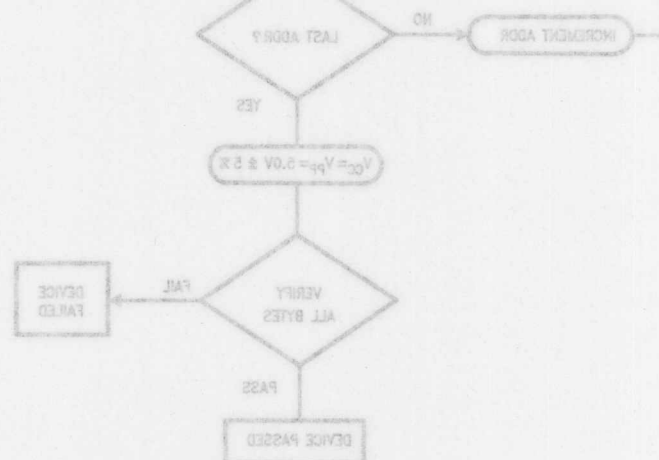 LAST ADDR?
NO
INCREMENT ADDR
YES
VCC=VPP=5.0V ± 5%
VERIFY
ALL BYTES
FAIL
DEVICE
FAILED
PASS
DEVICE PASSED